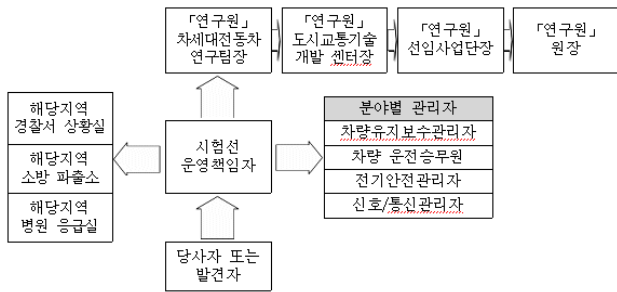 「연구원」
차세대전동차
연구팀장
「연구원」
도시교통기술
개발 센터장
「연구원」
선임사업단장
「연구원」
원장
해당지역
경찰서 상황실
해당지역
소방 파출소
해당지역
병원 응급실
시험선
운영책임자
분야별 관리자
차량유지보수관리자
차량 운전승무원
전기안전관리자
신호/통신관리자
당사자 또는
발견자